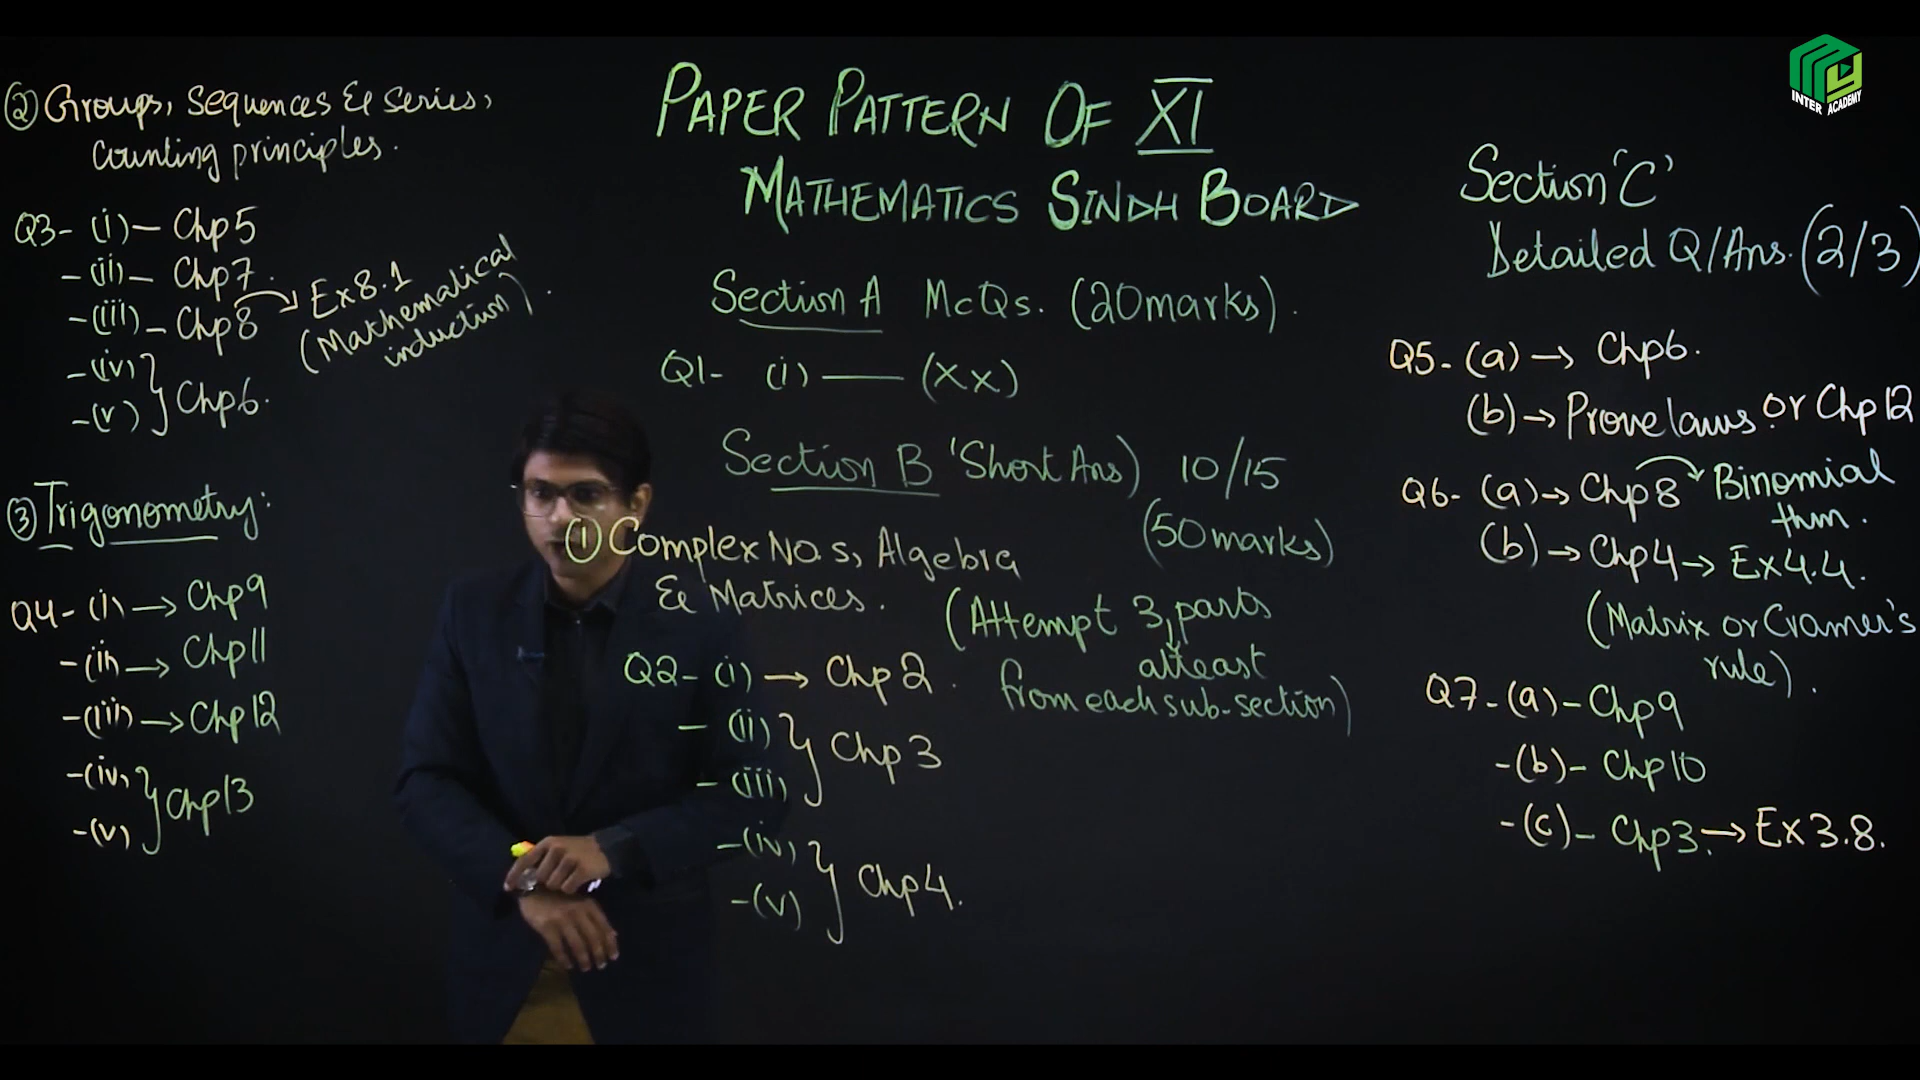 PAPER PATTERN OF XI
MATHEMATICS SINDH BOARD
Section A McQs. (20marks).
Q1- (i) — (xx)
Section B 'Short Ans) 10/15
(50marks)
① Complex No.s, Algebra
& Matrices.
(Attempt 3 parts
atleast
from each sub-section)
Q2- (i) → Chp 2.
- (ii)
- (iii) } Chp 3
- (iv)
- (v) } Chp 4.
② Groups, sequences & series,
counting principles.
Q3- (i) — Chp 5
- (ii) — Chp 7.
- (iii) — Chp 8 → Ex 8.1
(Mathematical
induction).
- (iv)
- (v) } Chp 6.
③ Trigonometry:
Q4- (i) → Chp 9
- (ii) → Chp 11
- (iii) → Chp 12
- (iv)
- (v) } Chp 13
Section 'C'
Detailed Q/Ans. (2/3)
Q5- (a) → Chp 6.
(b) → Prove laws. or Chp 12
Q6- (a) → Chp 8 → Binomial
thm.
(b) → Chp 4 → Ex 4.4.
(Matrix or Cramer's
rule).
Q7- (a) - Chp 9
- (b) - Chp 10
- (c) - Chp 3. → Ex 3.8.
INTER ACADEMY